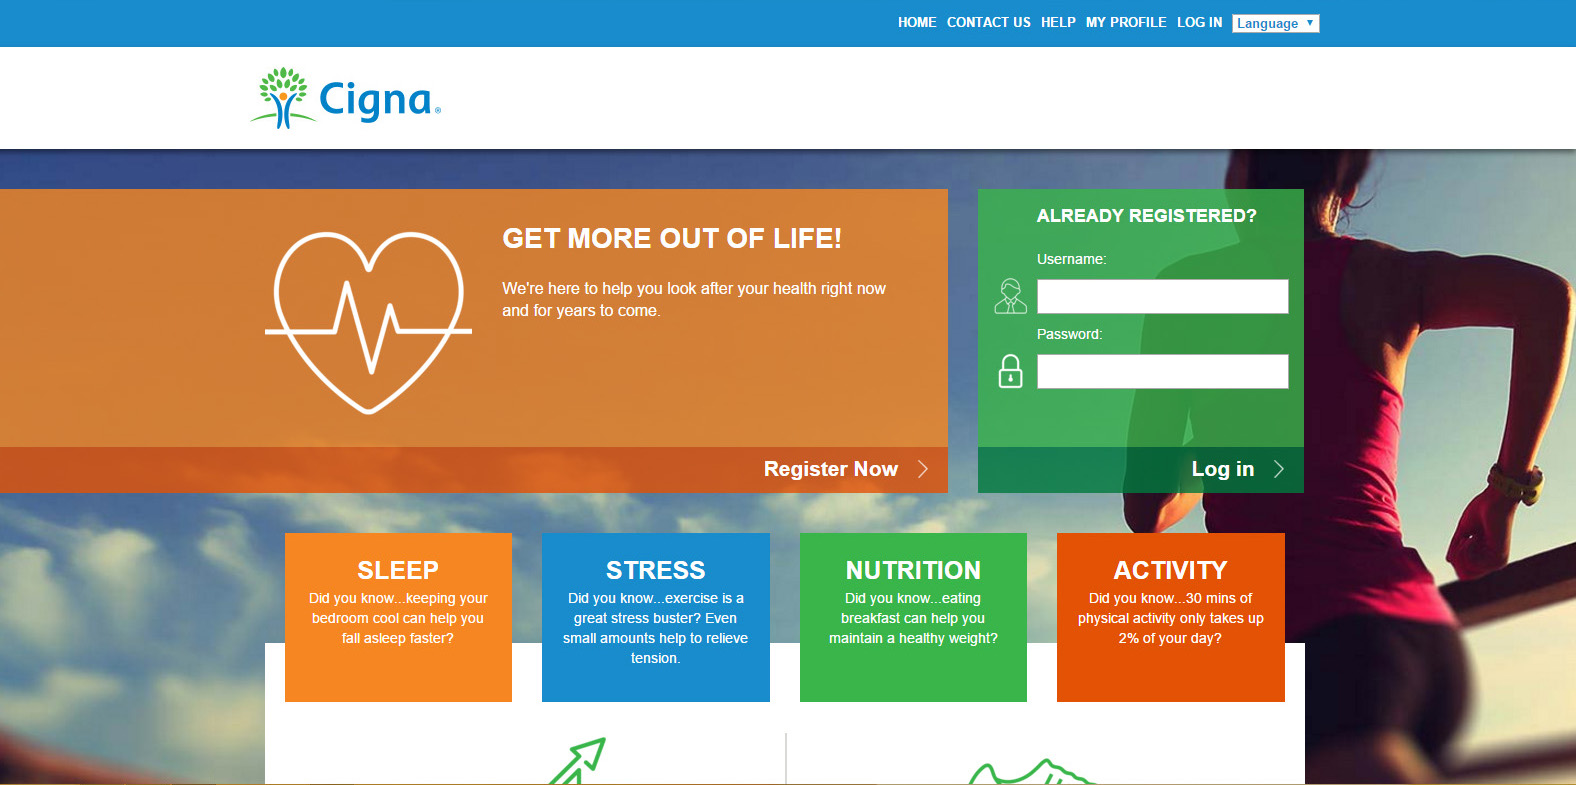 HOME CONTACT US HELP MY PROFILE LOG IN Language
Cigna®
GET MORE OUT OF LIFE!
We're here to help you look after your health right now
and for years to come.
Register Now
ALREADY REGISTERED?
Username:
Password:
Log in
SLEEP
Did you know...keeping your
bedroom cool can help you
fall asleep faster?
STRESS
Did you know...exercise is a
great stress buster? Even
small amounts help to relieve
tension.
NUTRITION
Did you know...eating
breakfast can help you
maintain a healthy weight?
ACTIVITY
Did you know...30 mins of
physical activity only takes up
2% of your day?